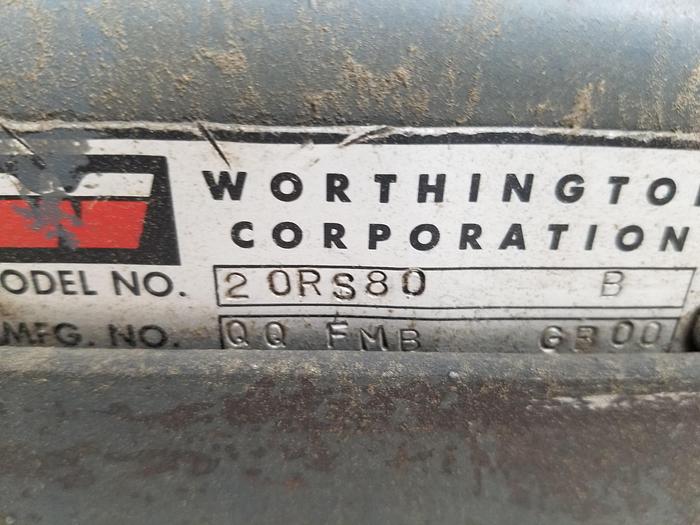 WORTHINGTO
CORPORATION
ODEL NO. 20RS80 B
MFG. NO. QQ FMB GB00